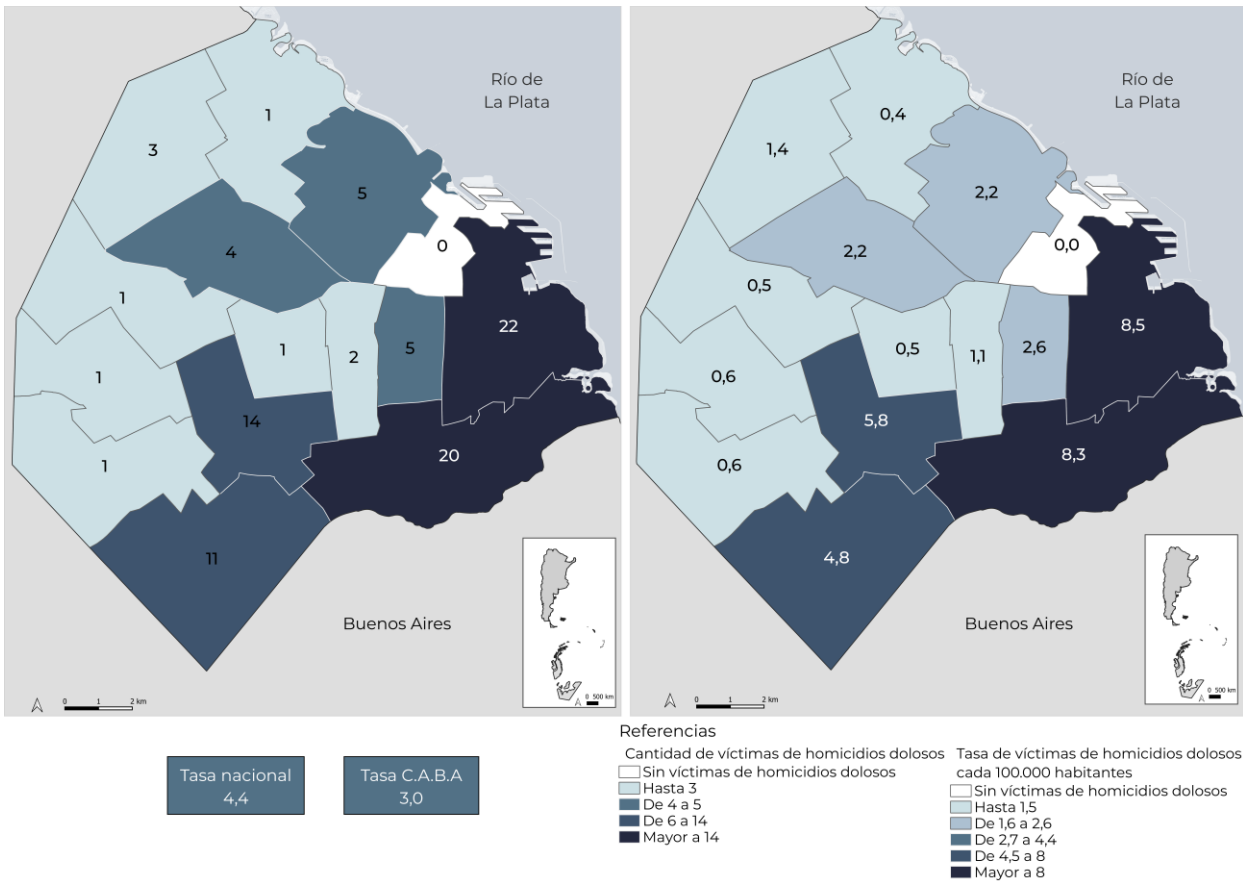 Río de
La Plata
1
3
5
4
0
1
22
1
2
5
1
14
1
20
11
Buenos Aires
0 1 2 km
0 500 km
Río de
La Plata
0,4
1,4
2,2
2,2
0,0
0,5
8,5
0,5
1,1
2,6
0,6
5,8
0,6
8,3
4,8
Buenos Aires
0 1 2 km
0 500 km
Tasa nacional
4,4
Tasa C.A.B.A
3,0
Referencias
Cantidad de víctimas de homicidios dolosos
Sin víctimas de homicidios dolosos
Hasta 3
De 4 a 5
De 6 a 14
Mayor a 14
Tasa de víctimas de homicidios dolosos
cada 100.000 habitantes
Sin víctimas de homicidios dolosos
Hasta 1,5
De 1,6 a 2,6
De 2,7 a 4,4
De 4,5 a 8
Mayor a 8